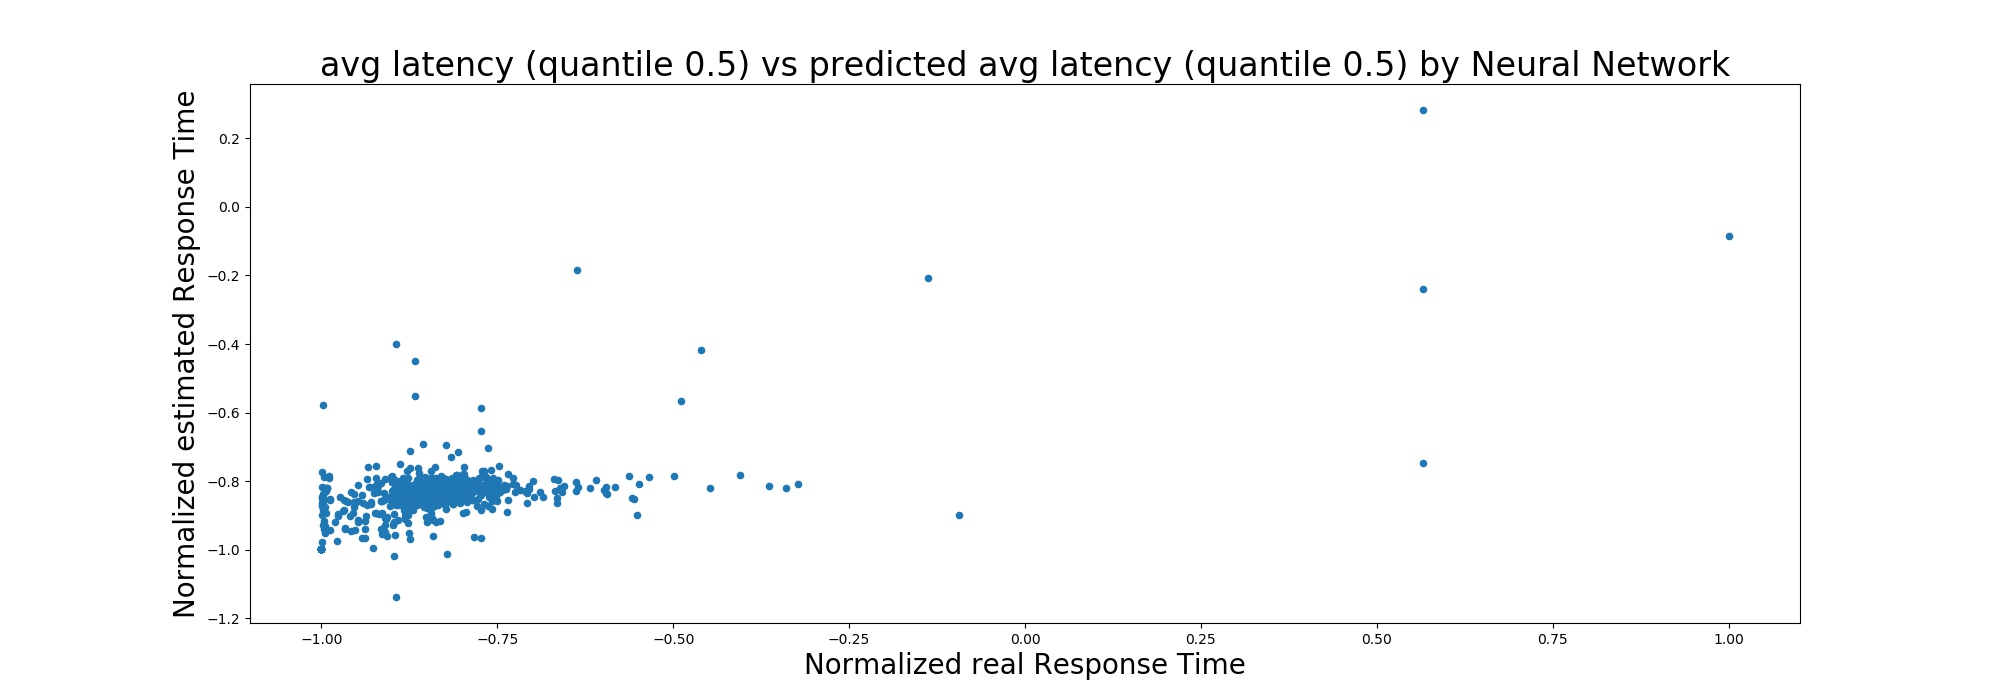 avg latency (quantile 0.5) vs predicted avg latency (quantile 0.5) by Neural Network
Normalized estimated Response Time
0.2
0.0
−0.2
−0.4
−0.6
−0.8
−1.0
−1.2
−1.00 −0.75 −0.50 −0.25 0.00 0.25 0.50 0.75 1.00
Normalized real Response Time